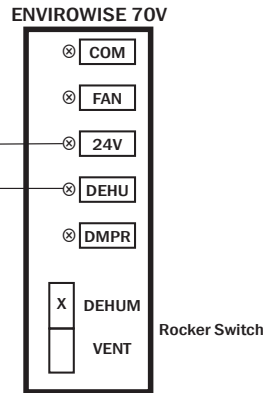 ENVIROWISE 70V
COM
FAN
24V
DEHU
DMPR
X DEHUM
Rocker Switch
VENT